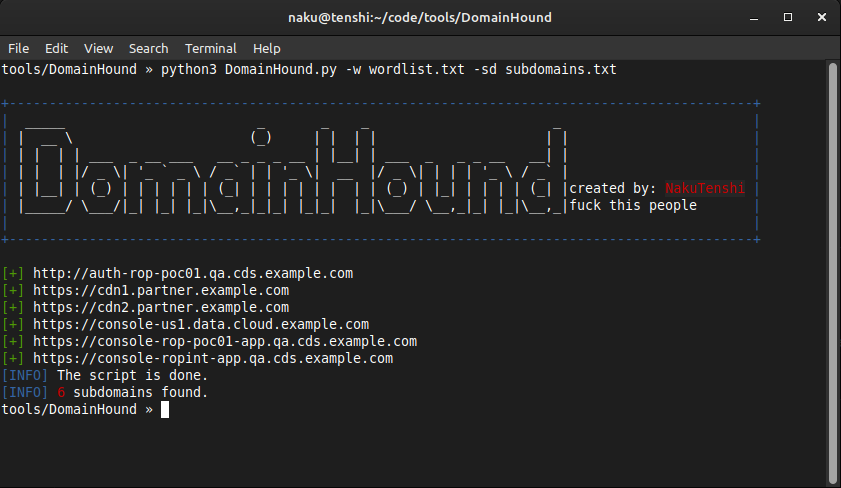 naku@tenshi:~/code/tools/DomainHound
File Edit View Search Terminal Help
tools/DomainHound » python3 DomainHound.py -w wordlist.txt -sd subdomains.txt
DomainHound
created by: NakuTenshi
fuck this people
[+] http://auth-rop-poc01.qa.cds.example.com
[+] https://cdn1.partner.example.com
[+] https://cdn2.partner.example.com
[+] https://console-us1.data.cloud.example.com
[+] https://console-rop-poc01-app.qa.cds.example.com
[+] https://console-ropint-app.qa.cds.example.com
[INFO] The script is done.
[INFO] 6 subdomains found.
tools/DomainHound »